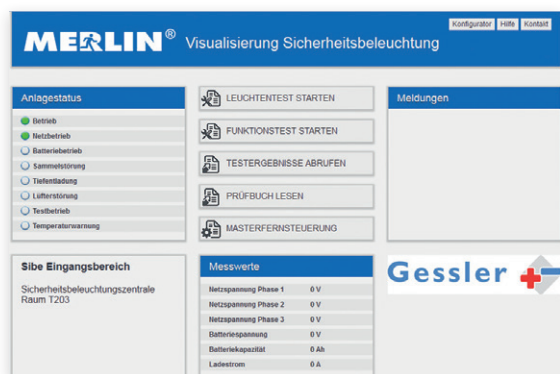 Konfigurator Hilfe Kontakt
MERLIN® Visualisierung Sicherheitsbeleuchtung
Anlagestatus
Betrieb
Netzbetrieb
Batteriebetrieb
Sammelstörung
Tiefentladung
Lüfterstörung
Testbetrieb
Temperaturwarnung
LEUCHTENTEST STARTEN
FUNKTIONSTEST STARTEN
TESTERGEBNISSE ABRUFEN
PRÜFBUCH LESEN
MASTERFERNSTEUERUNG
Meldungen
Sibe Eingangsbereich
Sicherheitsbeleuchtungszentrale
Raum T203
Messwerte
Netzspannung Phase 1 0 V
Netzspannung Phase 2 0 V
Netzspannung Phase 3 0 V
Batteriespannung 0 V
Batteriekapazität 0 Ah
Ladestrom 0 A
Gessler